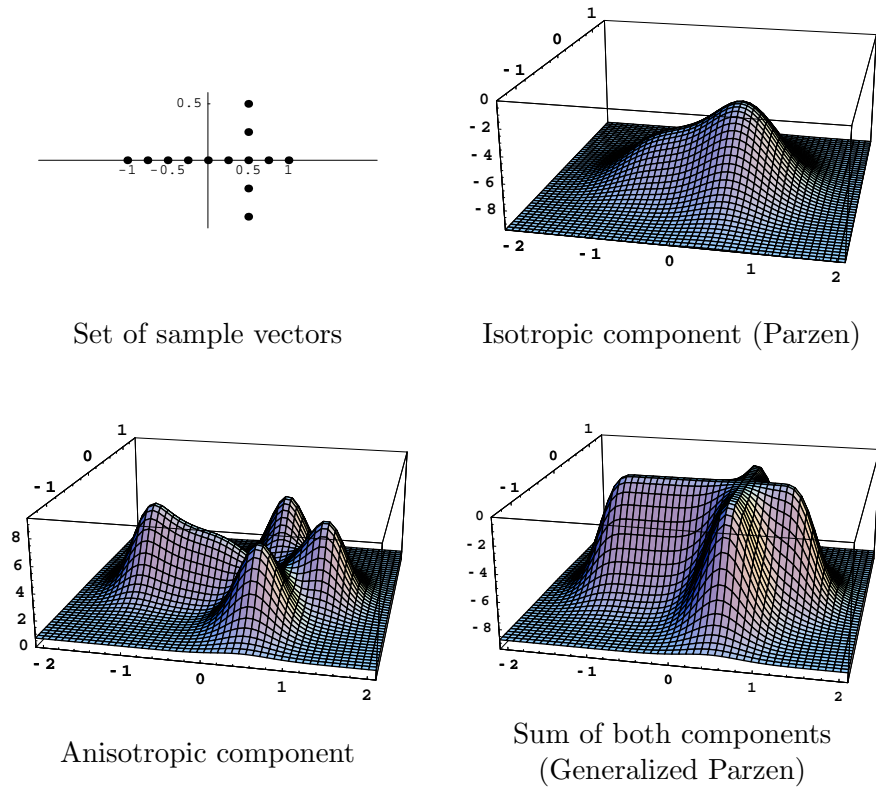 0.5
-1 -0.5 0.5 1
1
0
-1
0
-2
-4
-6
-8
-2 -1 0 1 2
Set of sample vectors
Isotropic component (Parzen)
1
0
-1
8
6
4
2
0
-2 -1 0 1 2
1
0
-1
0
-2
-4
-6
-8
-2 -1 0 1 2
Anisotropic component
Sum of both components
(Generalized Parzen)